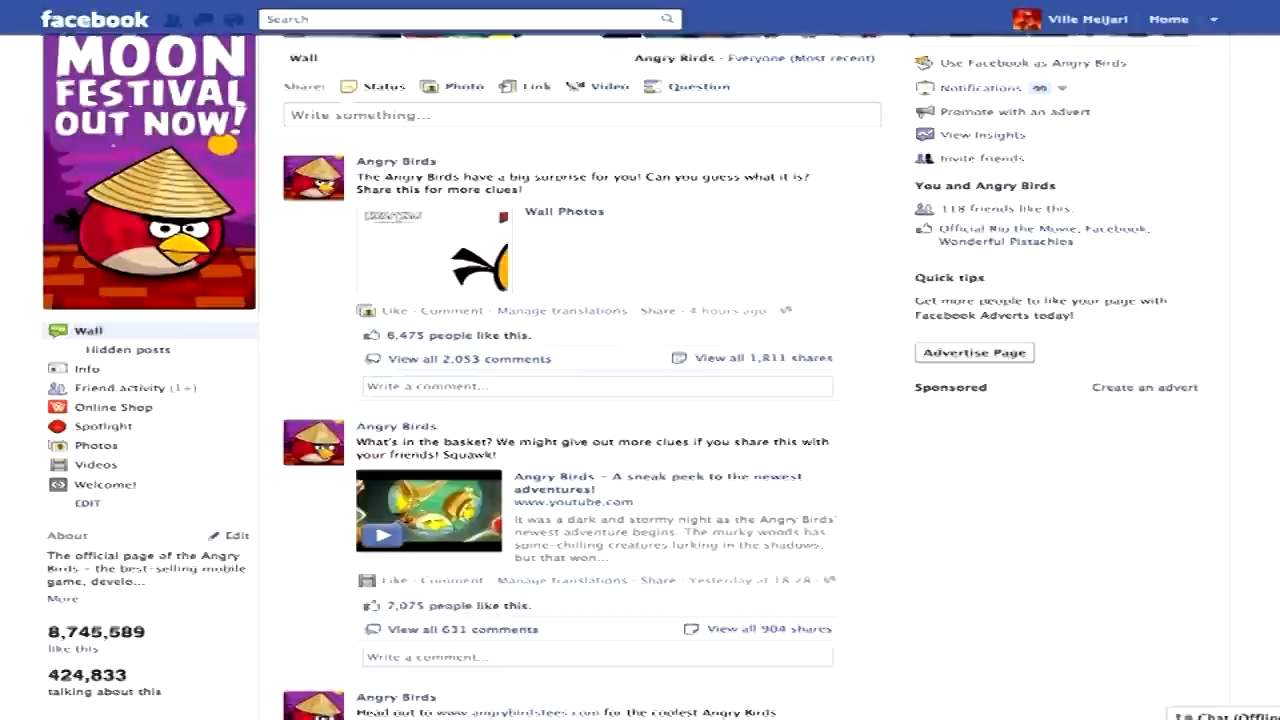 facebook
Search
Ville Heijari Home
MOON
FESTIVAL
OUT NOW!
Wall
Angry Birds · Everyone (Most recent)
Share: Status Photo Link Video Question
Write something...
Angry Birds
The Angry Birds have a big surprise for you! Can you guess what it is?
Share this for more clues!
Wall Photos
Like · Comment · Manage translations · Share · 4 hours ago
6,475 people like this.
View all 2,053 comments
View all 1,811 shares
Write a comment...
Angry Birds
What's in the basket? We might give out more clues if you share this with
your friends! Squawk!
Angry Birds – A sneak peek to the newest
adventures!
www.youtube.com
It was a dark and stormy night as the Angry Birds'
newest adventure begins. The murky woods has
spine-chilling creatures lurking in the shadows,
but that won...
Like · Comment · Manage translations · Share · Yesterday at
7,075 people like this.
View all 631 comments
View all 904 shares
Write a comment...
Angry Birds
Head out to www.angrybirdstees.com for the coolest Angry Birds
Wall
Hidden posts
Info
Friend activity (1+)
Online Shop
Spotlight
Photos
Videos
Welcome!
EDIT
About
Edit
The official page of the Angry
Birds – the best-selling mobile
game, develo...
More
8,745,589
like this
424,833
talking about this
Use Facebook as Angry Birds
Notifications 99
Promote with an advert
View Insights
Invite friends
You and Angry Birds
118 friends like this.
Official Rio the Movie, Facebook,
Wonderful Pistachios
Quick tips
Get more people to like your page with
Facebook Adverts today!
Advertise Page
Sponsored
Create an advert
Chat